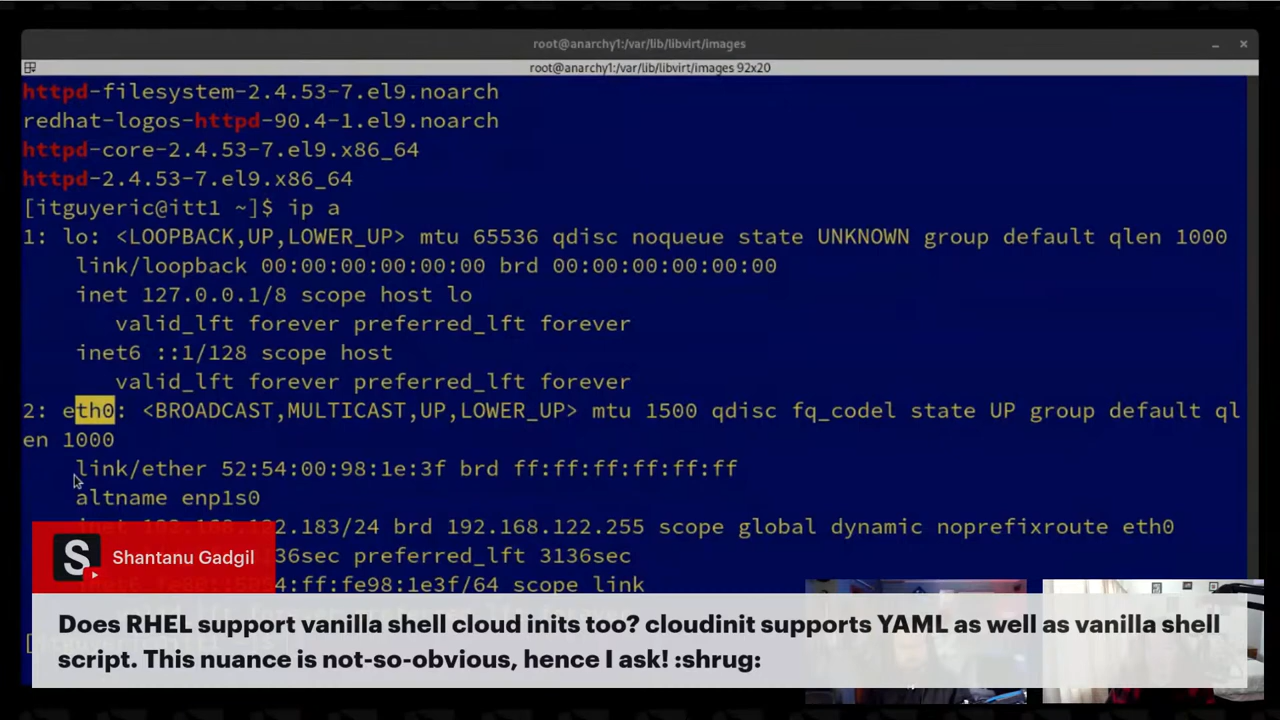 root@anarchy1:/var/lib/libvirt/images
root@anarchy1:/var/lib/libvirt/images 92x20
httpd-filesystem-2.4.53-7.el9.noarch
redhat-logos-httpd-90.4-1.el9.noarch
httpd-core-2.4.53-7.el9.x86_64
httpd-2.4.53-7.el9.x86_64
[itguyeric@itt1 ~]$ ip a
1: lo: <LOOPBACK,UP,LOWER_UP> mtu 65536 qdisc noqueue state UNKNOWN group default qlen 1000
link/loopback 00:00:00:00:00:00 brd 00:00:00:00:00:00
inet 127.0.0.1/8 scope host lo
valid_lft forever preferred_lft forever
inet6 ::1/128 scope host
valid_lft forever preferred_lft forever
2: eth0: <BROADCAST,MULTICAST,UP,LOWER_UP> mtu 1500 qdisc fq_codel state UP group default ql
en 1000
link/ether 52:54:00:98:1e:3f brd ff:ff:ff:ff:ff:ff
altname enp1s0
brd 192.168.122.255 scope global dynamic noprefixroute eth0
preferred_lft 3136sec
scope link
S Shantanu Gadgil
Does RHEL support vanilla shell cloud inits too? cloudinit supports YAML as well as vanilla shell
script. This nuance is not-so-obvious, hence I ask! :shrug: